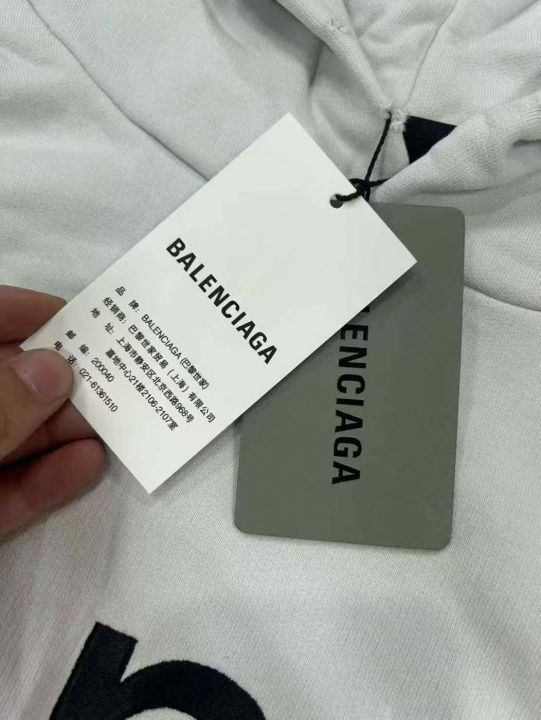 BALENCIAGA
品 牌: BALENCIAGA (巴黎世家)
经销商: 巴黎世家贸易（上海）有限公司
地 址: 上海市静安区北京西路968号
嘉地中心21楼2106-2107室
邮 编: 200040
电 话: 021-61361510
ENCIAGA